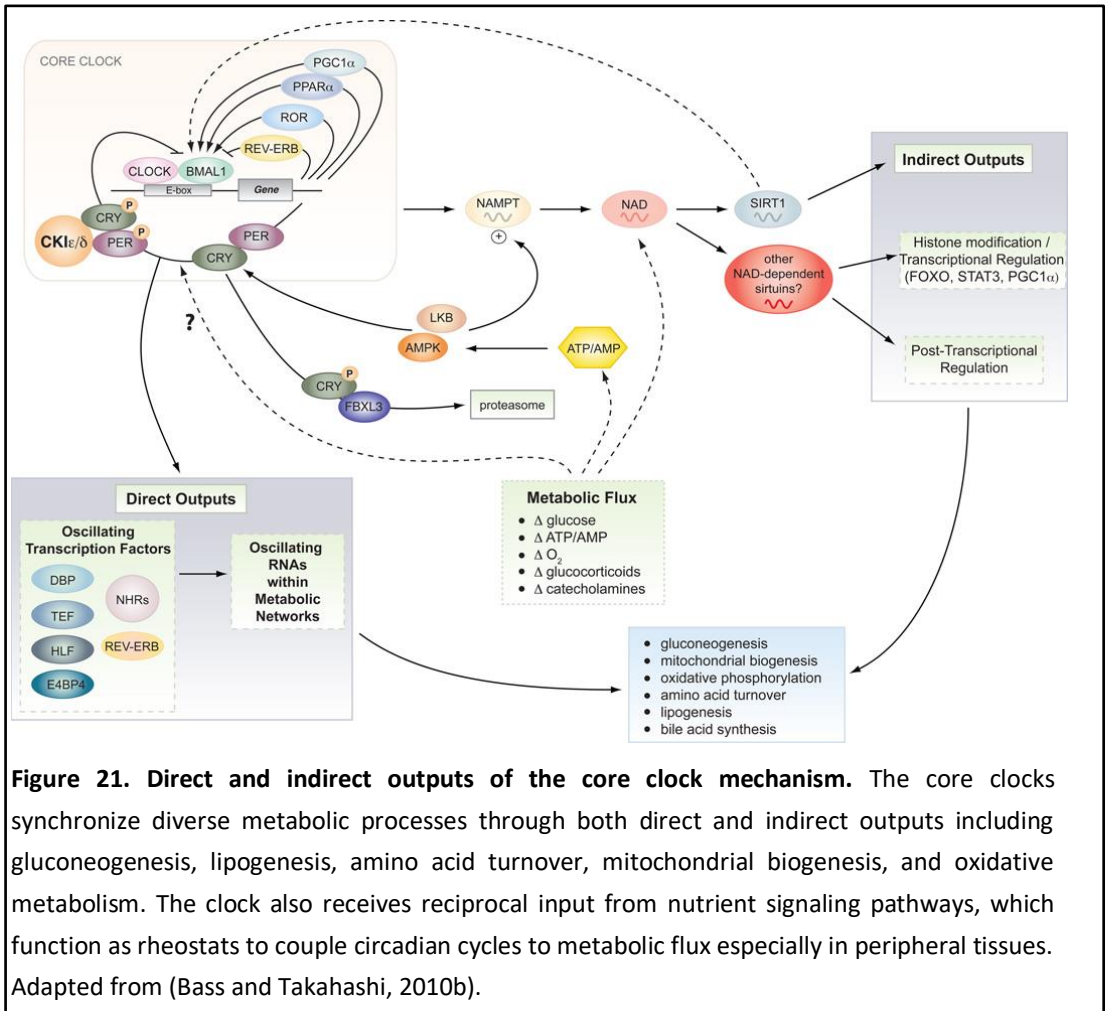 CORE CLOCK
PGC1α
PPARα
ROR
REV-ERB
CLOCK
BMAL1
E-box
Gene
CRY
P
CKIε/δ
PER
P
CRY
PER
?
LKB
AMPK
ATP/AMP
CRY
P
FBXL3
proteasome
NAMPT
+
NAD
SIRT1
other
NAD-dependent
sirtuins?
Indirect Outputs
Histone modification /
Transcriptional Regulation
(FOXO, STAT3, PGC1α)
Post-Transcriptional
Regulation
Direct Outputs
Oscillating
Transcription Factors
DBP
TEF
HLF
E4BP4
NHRs
REV-ERB
Oscillating
RNAs
within
Metabolic
Networks
Metabolic Flux
• Δ glucose
• Δ ATP/AMP
• Δ O₂
• Δ glucocorticoids
• Δ catecholamines
• gluconeogenesis
• mitochondrial biogenesis
• oxidative phosphorylation
• amino acid turnover
• lipogenesis
• bile acid synthesis
Figure 21. Direct and indirect outputs of the core clock mechanism. The core clocks
synchronize diverse metabolic processes through both direct and indirect outputs including
gluconeogenesis, lipogenesis, amino acid turnover, mitochondrial biogenesis, and oxidative
metabolism. The clock also receives reciprocal input from nutrient signaling pathways, which
function as rheostats to couple circadian cycles to metabolic flux especially in peripheral tissues.
Adapted from (Bass and Takahashi, 2010b).